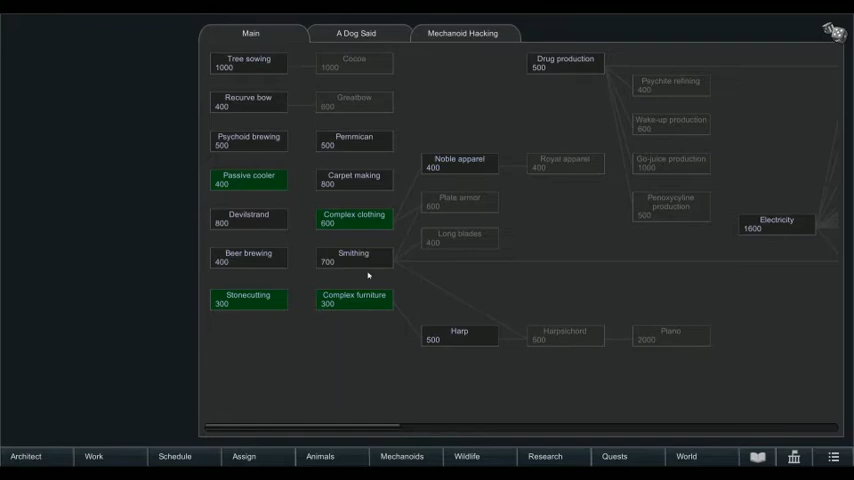 Main
A Dog Said
Mechanoid Hacking
Tree sowing
1000
Cocoa
1000
Drug production
500
Psychite refining
400
Recurve bow
400
Greatbow
600
Wake-up production
600
Psychoid brewing
500
Pemmican
500
Noble apparel
400
Royal apparel
400
Go-juice production
1000
Passive cooler
400
Carpet making
800
Plate armor
600
Penoxycyline
production
500
Devilstrand
800
Complex clothing
600
Long blades
400
Electricity
1600
Beer brewing
400
Smithing
700
Stonecutting
300
Complex furniture
300
Harp
500
Harpsichord
600
Piano
2000
Architect
Work
Schedule
Assign
Animals
Mechanoids
Wildlife
Research
Quests
World